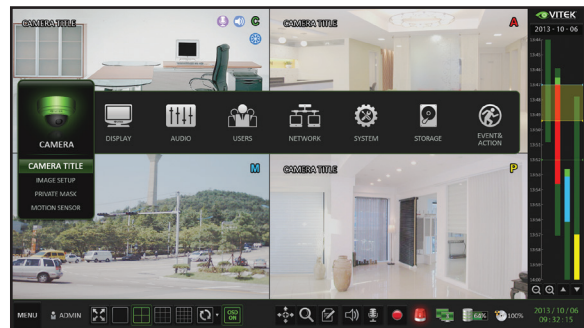 CAMERA TITLE
C
CAMERA TITLE
A
VITEK
2013 - 10 - 06
CAMERA
DISPLAY
AUDIO
USERS
NETWORK
SYSTEM
STORAGE
EVENT&
ACTION
CAMERA TITLE
IMAGE SETUP
PRIVATE MASK
MOTION SENSOR
M
CAMERA TITLE
P
MENU
ADMIN
OSD
ON
64%
100%
2013 / 10 / 06
09 : 32 : 15